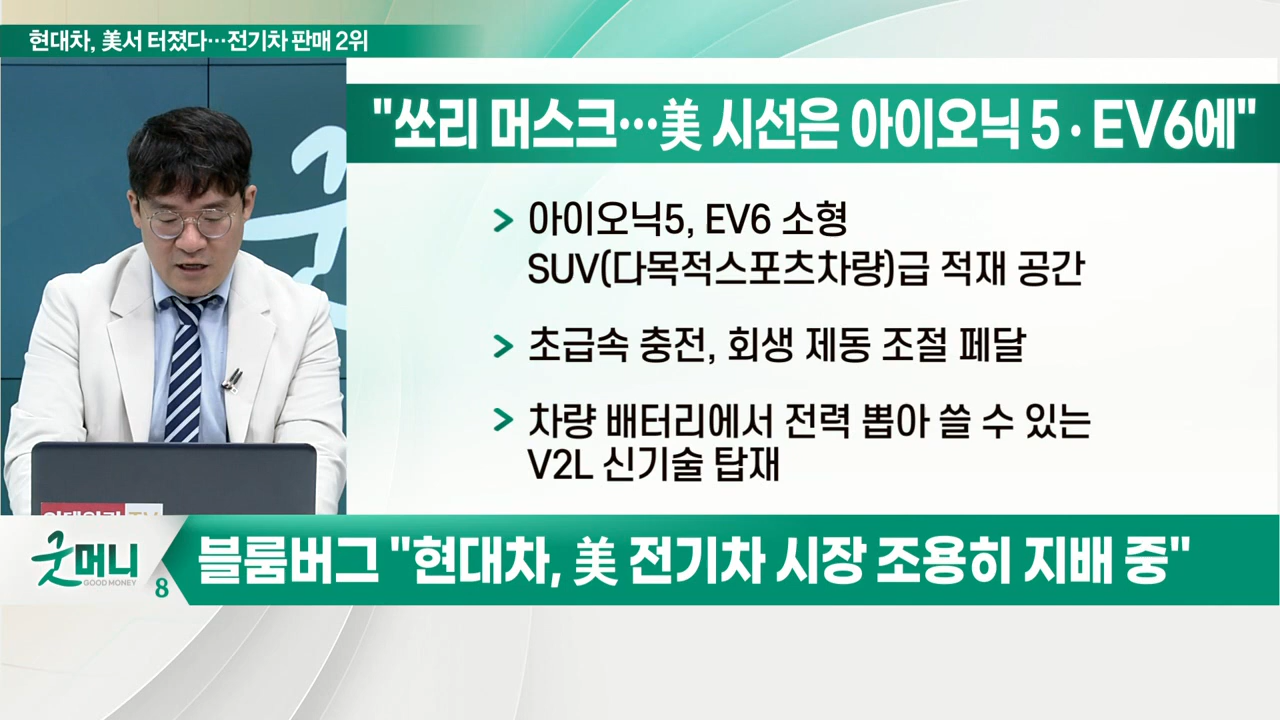 현대차, 美서 터졌다…전기차 판매 2위
"쏘리 머스크…美 시선은 아이오닉 5·EV6에"
> 아이오닉5, EV6 소형
SUV(다목적스포츠차량)급 적재 공간
> 초급속 충전, 회생 제동 조절 페달
> 차량 배터리에서 전력 뽑아 쓸 수 있는
V2L 신기술 탑재
이데일리 TV
굿머니
GOOD MONEY
8
블룸버그 "현대차, 美 전기차 시장 조용히 지배 중"